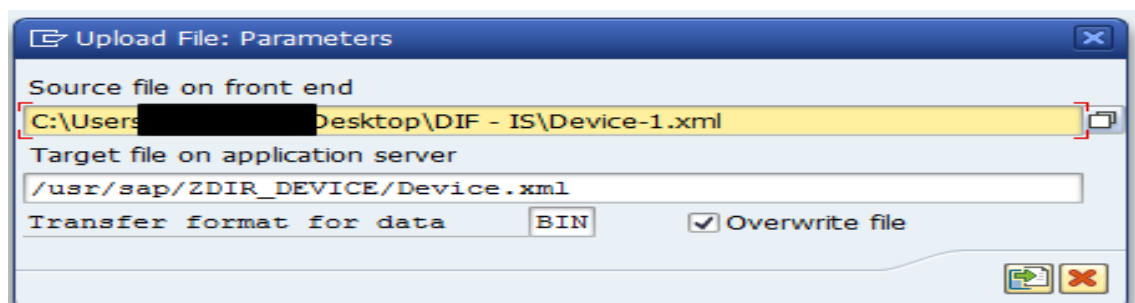 Upload File: Parameters
Source file on front end
C:\Users Desktop\DIF - IS\Device-1.xml
Target file on application server
/usr/sap/ZDIR_DEVICE/Device.xml
Transfer format for data BIN Overwrite file